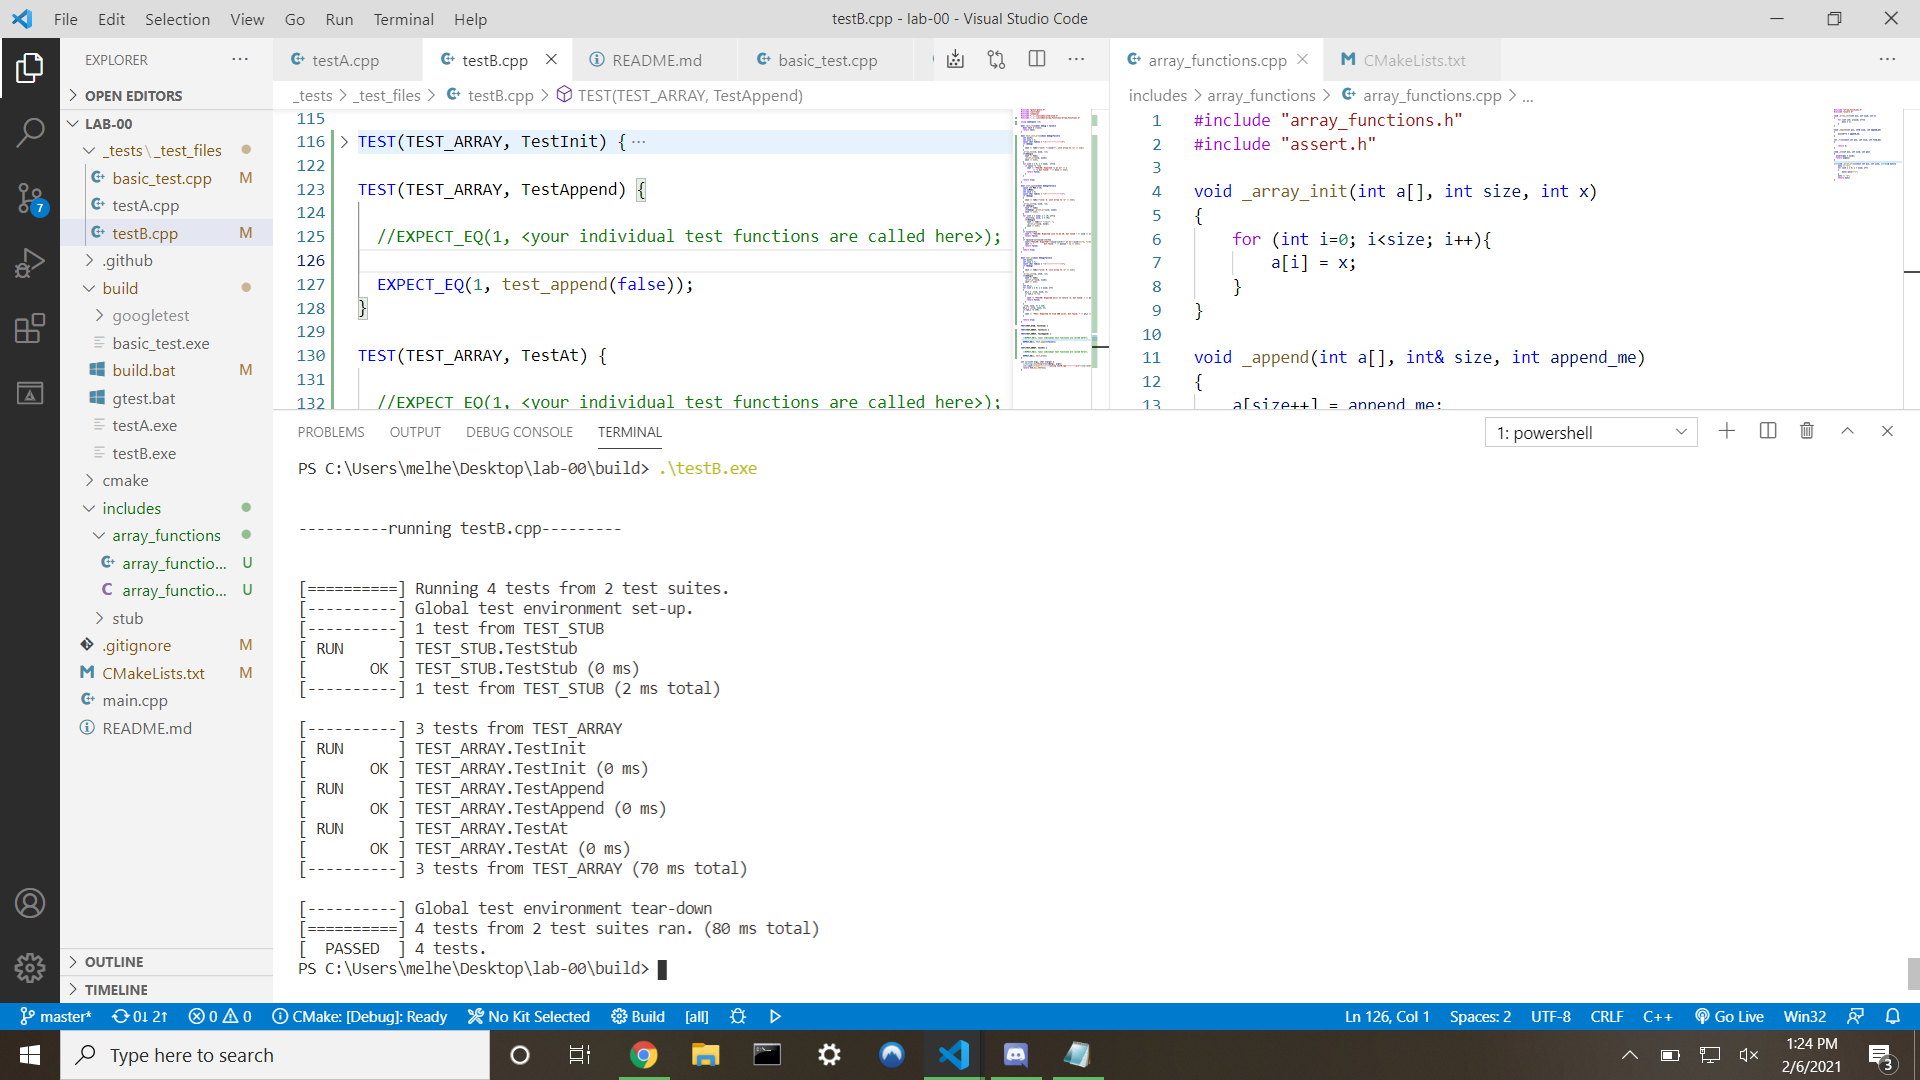 File Edit Selection View Go Run Terminal Help
testB.cpp - lab-00 - Visual Studio Code
EXPLORER
OPEN EDITORS
LAB-00
_tests \ _test_files
basic_test.cpp M
testA.cpp
testB.cpp M
.github
build
googletest
basic_test.exe
build.bat M
gtest.bat
testA.exe
testB.exe
cmake
includes
array_functions
array_functio... U
array_functio... U
stub
.gitignore M
CMakeLists.txt M
main.cpp
README.md
OUTLINE
TIMELINE
7
testA.cpp testB.cpp README.md basic_test.cpp
_tests > _test_files > testB.cpp > TEST(TEST_ARRAY, TestAppend)
115
116 TEST(TEST_ARRAY, TestInit) { ...
122
123 TEST(TEST_ARRAY, TestAppend) {
124
125 //EXPECT_EQ(1, <your individual test functions are called here>);
126
127 EXPECT_EQ(1, test_append(false));
128 }
129
130 TEST(TEST_ARRAY, TestAt) {
131
132 //EXPECT_EQ(1, <your individual test functions are called here>);
array_functions.cpp CMakeLists.txt
includes > array_functions > array_functions.cpp > ...
1 #include "array_functions.h"
2 #include "assert.h"
3
4 void _array_init(int a[], int size, int x)
5 {
6 for (int i=0; i<size; i++){
7 a[i] = x;
8 }
9 }
10
11 void _append(int a[], int& size, int append_me)
12 {
13 a[size++] = append_me;
PROBLEMS OUTPUT DEBUG CONSOLE TERMINAL
1: powershell
PS C:\Users\melhe\Desktop\lab-00\build> .\testB.exe
----------running testB.cpp---------
[==========] Running 4 tests from 2 test suites.
[----------] Global test environment set-up.
[----------] 1 test from TEST_STUB
[ RUN      ] TEST_STUB.TestStub
[       OK ] TEST_STUB.TestStub (0 ms)
[----------] 1 test from TEST_STUB (2 ms total)
[----------] 3 tests from TEST_ARRAY
[ RUN      ] TEST_ARRAY.TestInit
[       OK ] TEST_ARRAY.TestInit (0 ms)
[ RUN      ] TEST_ARRAY.TestAppend
[       OK ] TEST_ARRAY.TestAppend (0 ms)
[ RUN      ] TEST_ARRAY.TestAt
[       OK ] TEST_ARRAY.TestAt (0 ms)
[----------] 3 tests from TEST_ARRAY (70 ms total)
[----------] Global test environment tear-down
[==========] 4 tests from 2 test suites ran. (80 ms total)
[  PASSED  ] 4 tests.
PS C:\Users\melhe\Desktop\lab-00\build>
master* 0↓ 2↑ 0 0 CMake: [Debug]: Ready No Kit Selected Build [all] Ln 126, Col 1 Spaces: 2 UTF-8 CRLF C++ Go Live Win32
Type here to search
1:24 PM
2/6/2021
3